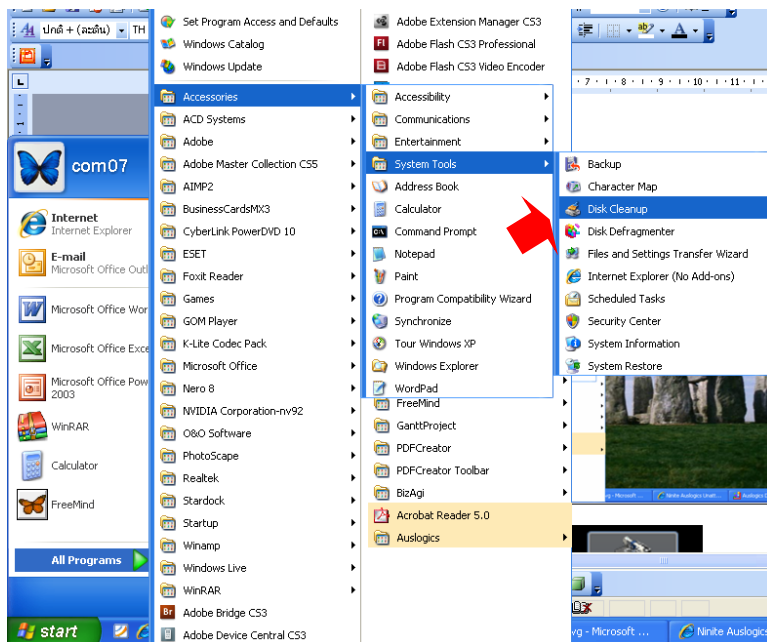 ปกติ + (ละติน)
TH
com07
Internet
Internet Explorer
E-mail
Microsoft Office Outl
Microsoft Office Wor
Microsoft Office Exce
Microsoft Office Pow
2003
WinRAR
Calculator
FreeMind
All Programs
start
Set Program Access and Defaults
Windows Catalog
Windows Update
Accessories
ACD Systems
Adobe
Adobe Master Collection CS5
AIMP2
BusinessCardsMX3
CyberLink PowerDVD 10
ESET
Foxit Reader
Games
GOM Player
K-Lite Codec Pack
Microsoft Office
Nero 8
NVIDIA Corporation-nv92
O&O Software
PhotoScape
Realtek
Stardock
Startup
Winamp
Windows Live
WinRAR
Adobe Bridge CS3
Adobe Device Central CS3
Adobe Extension Manager CS3
Adobe Flash CS3 Professional
Adobe Flash CS3 Video Encoder
Accessibility
Communications
Entertainment
System Tools
Address Book
Calculator
Command Prompt
Notepad
Paint
Program Compatibility Wizard
Synchronize
Tour Windows XP
Windows Explorer
WordPad
FreeMind
GanttProject
PDFCreator
PDFCreator Toolbar
BizAgi
Acrobat Reader 5.0
Auslogics
· 7 · ı · 8 · ı · 9 · ı · 10 · ı · 11 · ı ·
Backup
Character Map
Disk Cleanup
Disk Defragmenter
Files and Settings Transfer Wizard
Internet Explorer (No Add-ons)
Scheduled Tasks
Security Center
System Information
System Restore
vg - Microsoft ...
Ninite Auslogics